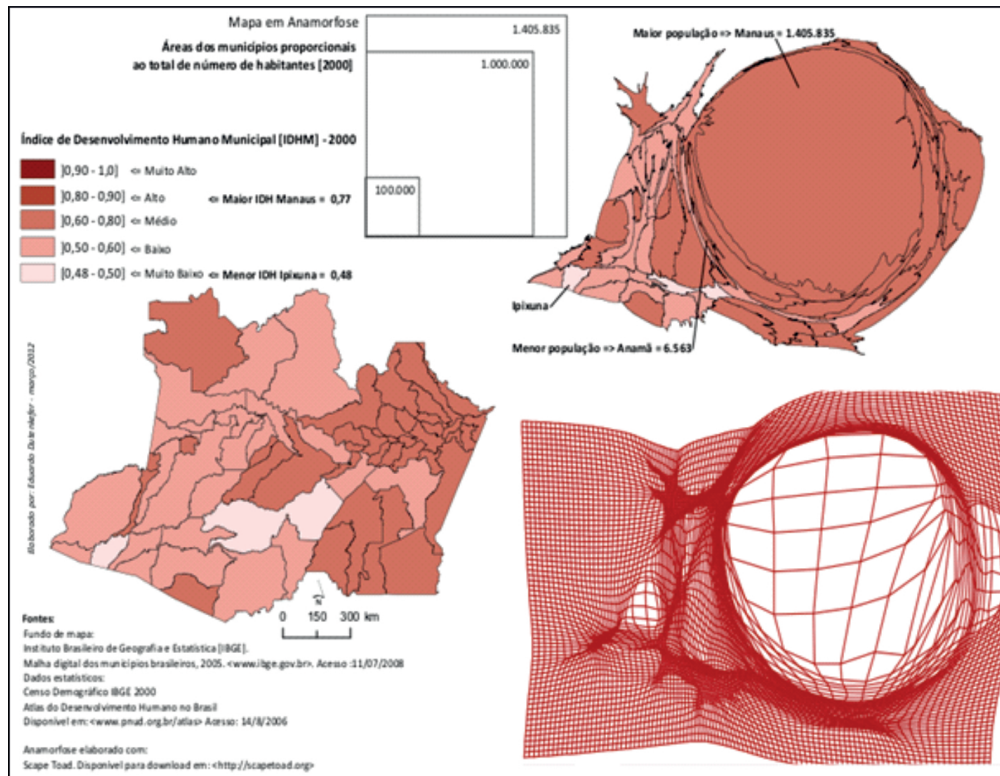 Mapa em Anamorfose
Áreas dos municípios proporcionais
ao total de número de habitantes [2000]
1.405.835
1.000.000
100.000
Maior população => Manaus = 1.405.835
Ipixuna
Menor população => Anamã = 6.563
Índice de Desenvolvimento Humano Municipal [IDHM] - 2000
]0,90 - 1,0] <= Muito Alto
]0,80 - 0,90] <= Alto <= Maior IDH Manaus = 0,77
]0,60 - 0,80] <= Médio
]0,50 - 0,60] <= Baixo
[0,48 - 0,50] <= Muito Baixo <= Menor IDH Ipixuna = 0,48
Elaborado por: Eduardo Dutenkefer - março/2012
N
0 150 300 km
Fontes:
Fundo de mapa:
Instituto Brasileiro de Geografia e Estatística [IBGE].
Malha digital dos municípios brasileiros, 2005. <www.ibge.gov.br>. Acesso :11/07/2008
Dados estatísticos:
Censo Demográfico IBGE 2000
Atlas do Desenvolvimento Humano no Brasil
Disponível em: <www.pnud.org.br/atlas> Acesso: 14/8/2006
Anamorfose elaborado com:
Scape Toad. Disponível para download em: <http://scapetoad.org>